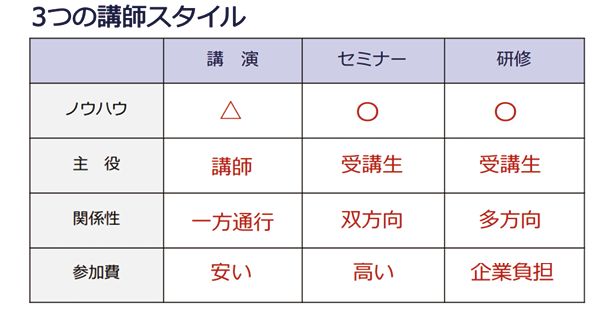 3つの講師スタイル
講　演 セミナー 研修
ノウハウ △ ○ ○
主　役 講師 受講生 受講生
関係性 一方通行 双方向 多方向
参加費 安い 高い 企業負担